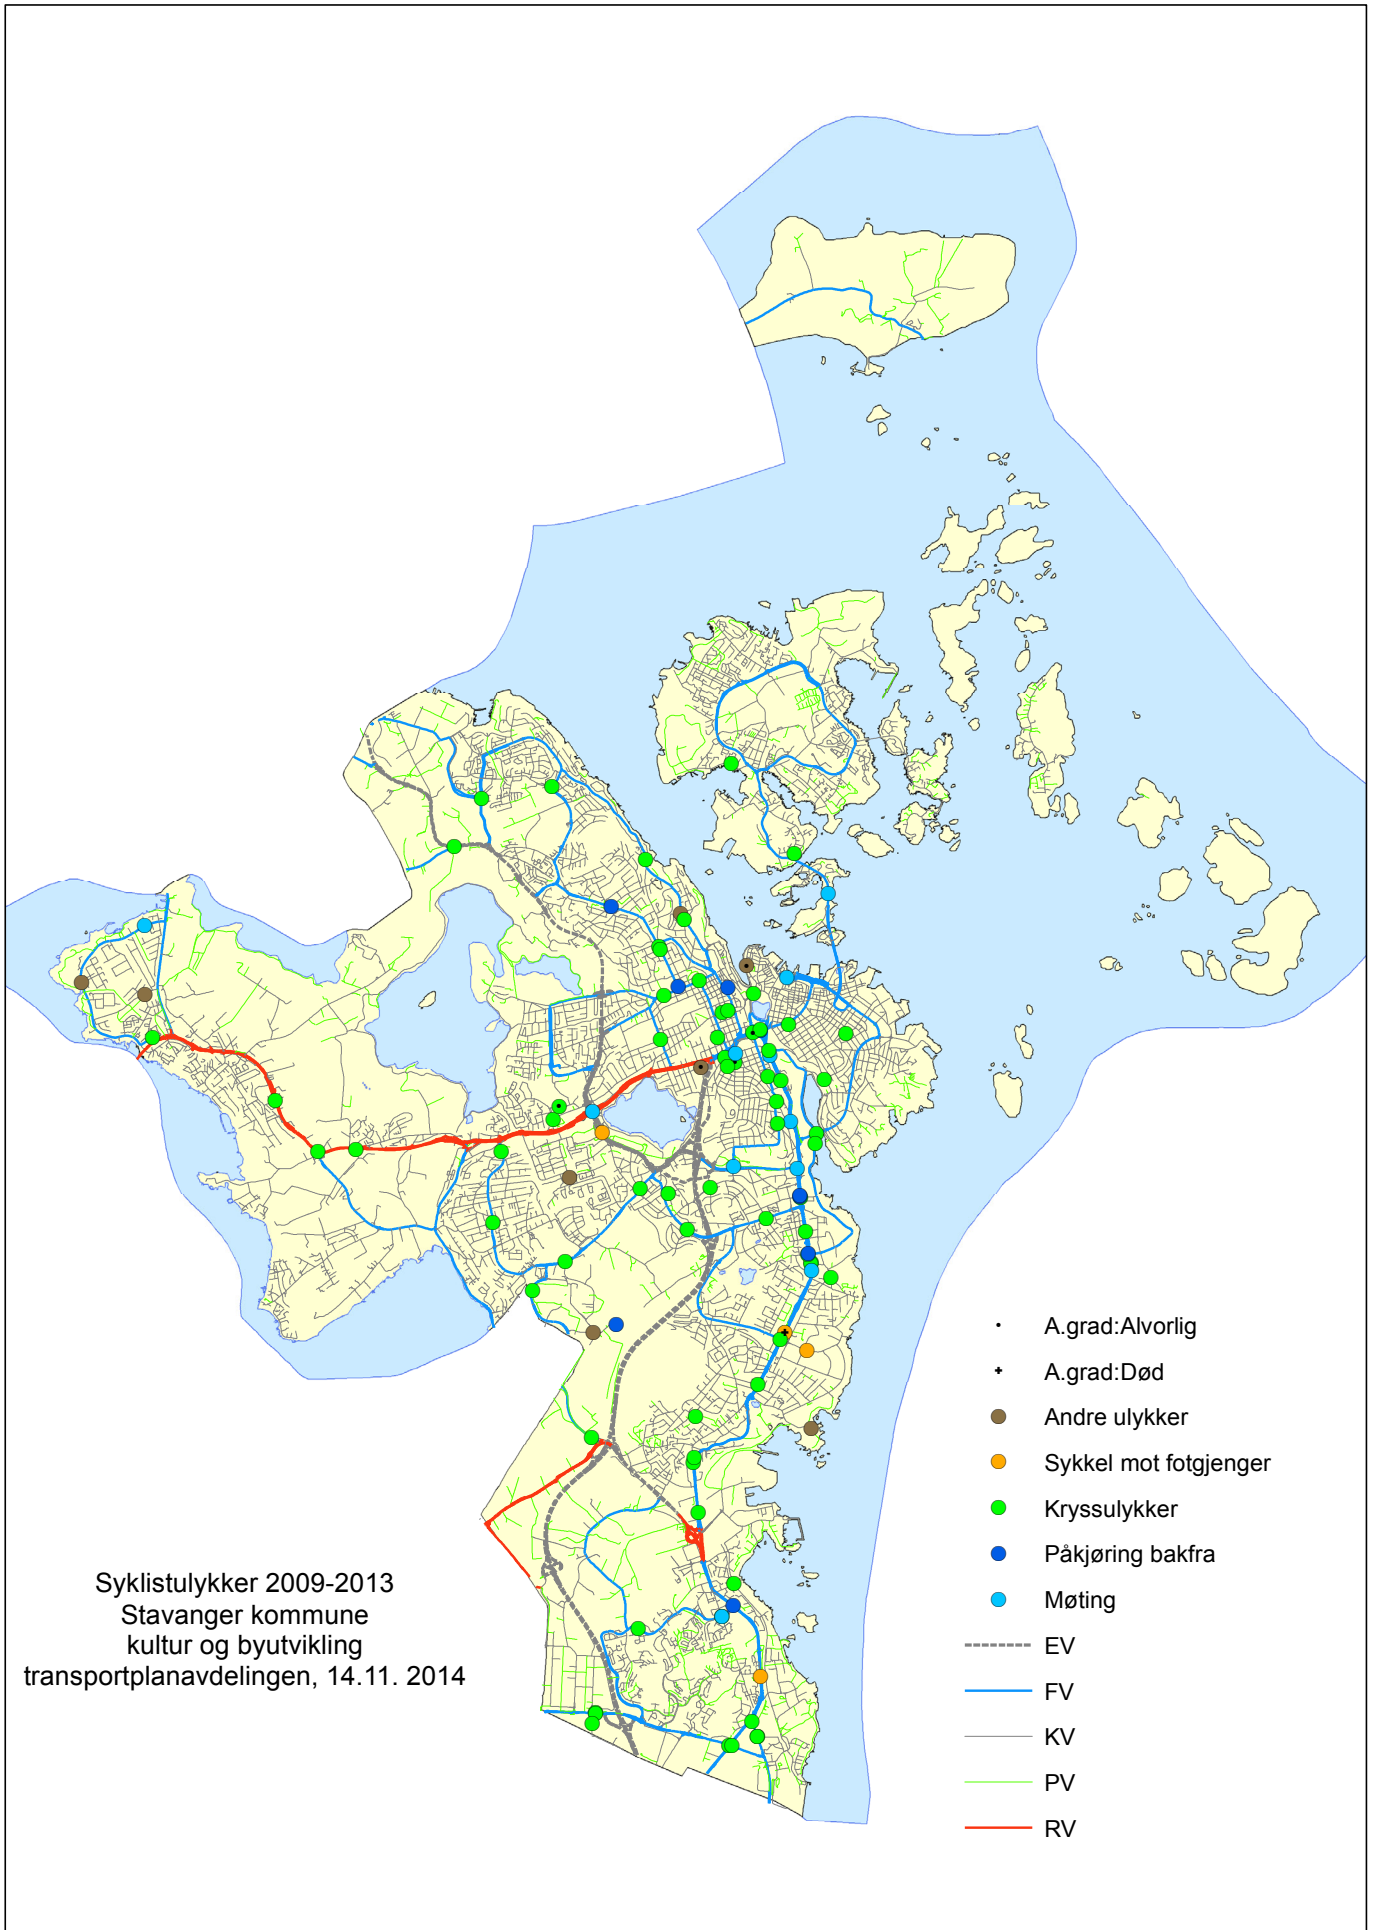 A.grad:Alvorlig
A.grad:Død
Andre ulykker
Sykkel mot fotgjenger
Kryssulykker
Påkjøring bakfra
Møting
EV
FV
KV
PV
RV
Syklistulykker 2009-2013
Stavanger kommune
kultur og byutvikling
transportplanavdelingen, 14.11. 2014